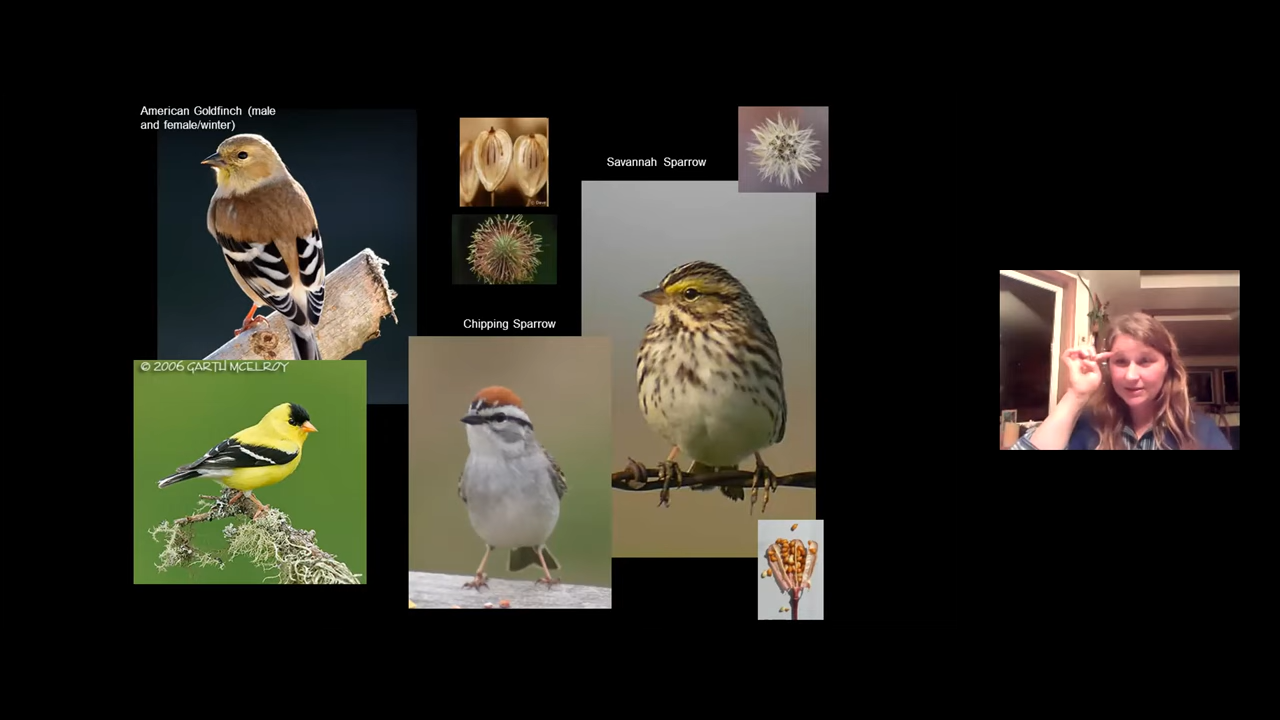 American Goldfinch (male
and female/winter)
Savannah Sparrow
Chipping Sparrow
© 2006 GARTH MCELROY